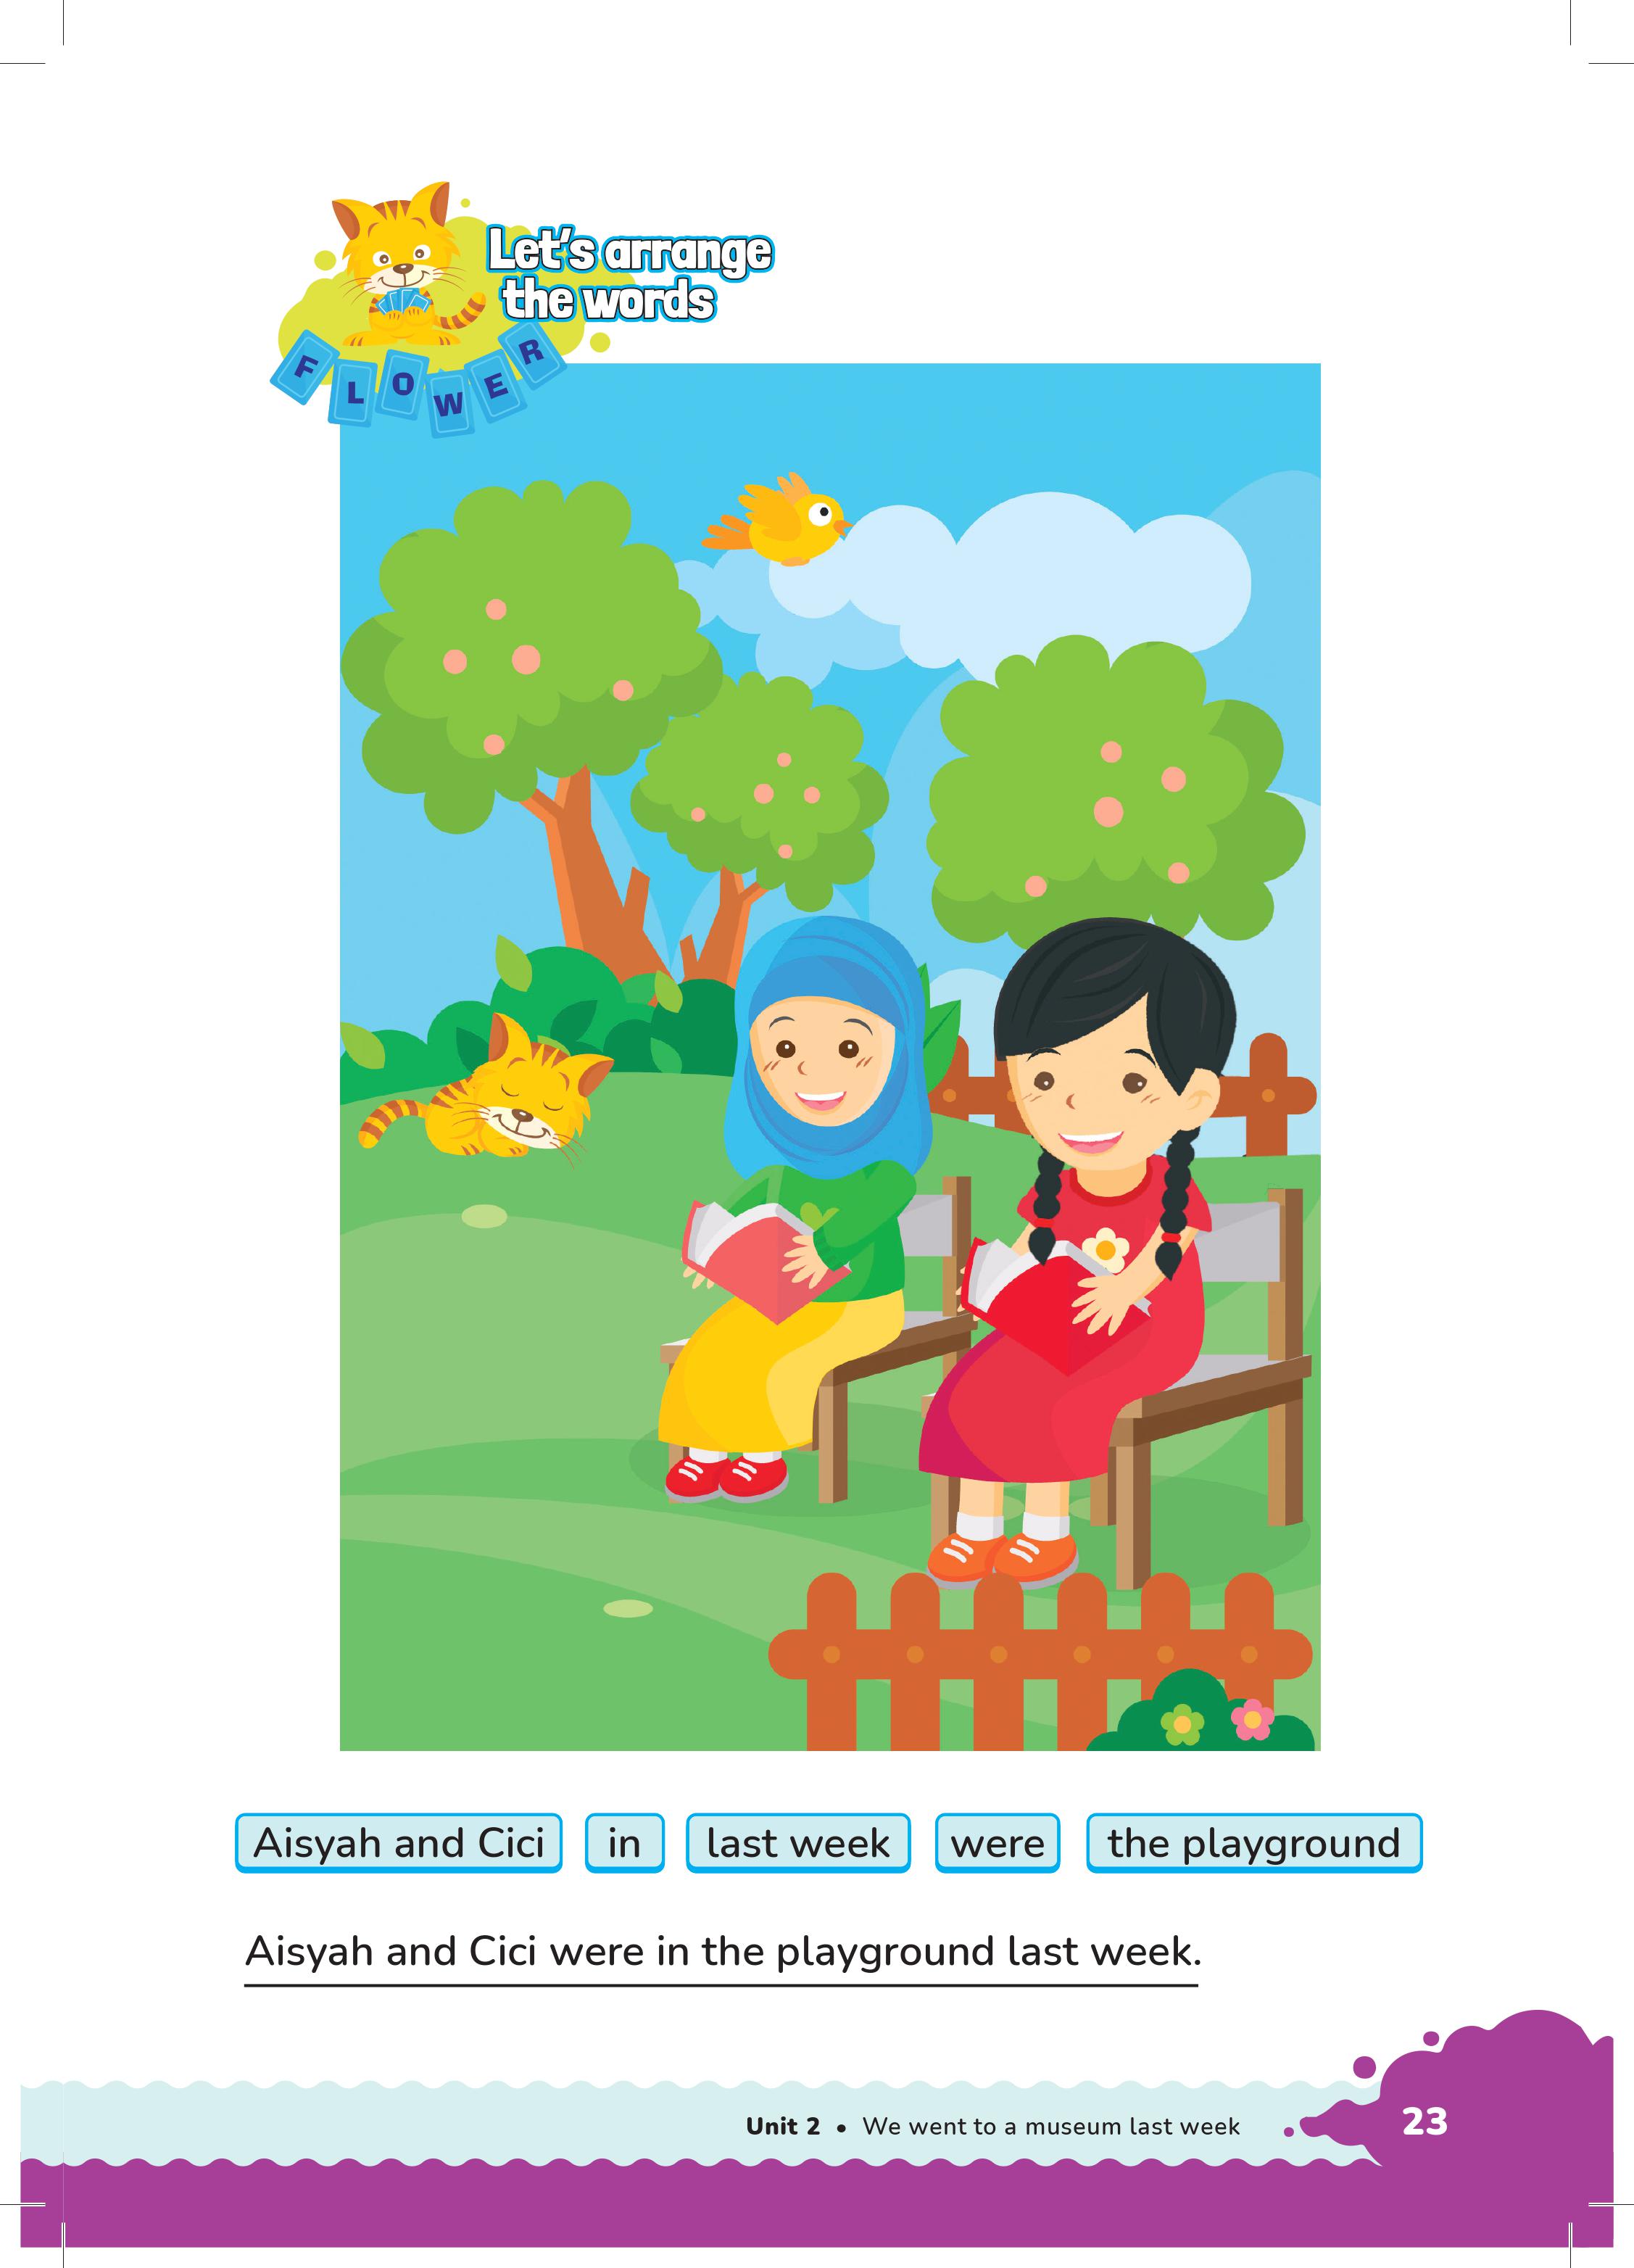 Let's arrange
the words
FLOWER
Aisyah and Cici in last week were the playground
Aisyah and Cici were in the playground last week.
Unit 2 • We went to a museum last week 23